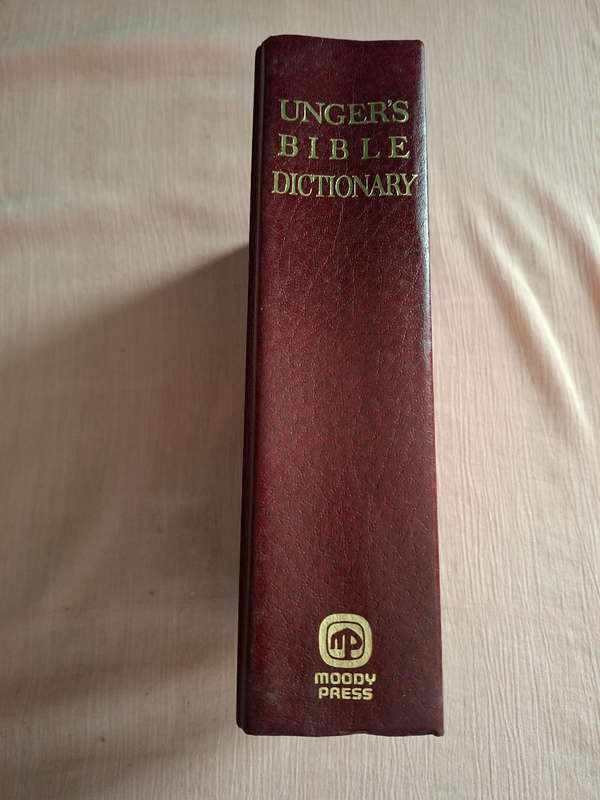 UNGER'S
BIBLE
DICTIONARY
MP
MOODY
PRESS